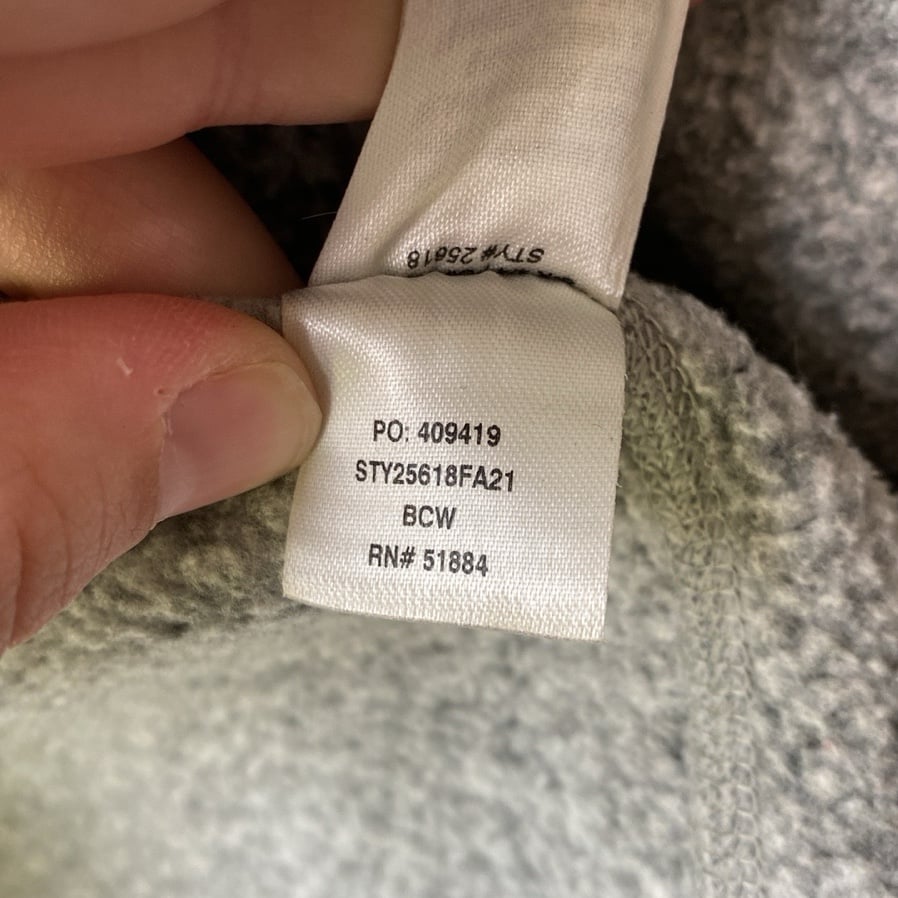 STY# 25618
PO: 409419
STY25618FA21
BCW
RN# 51884